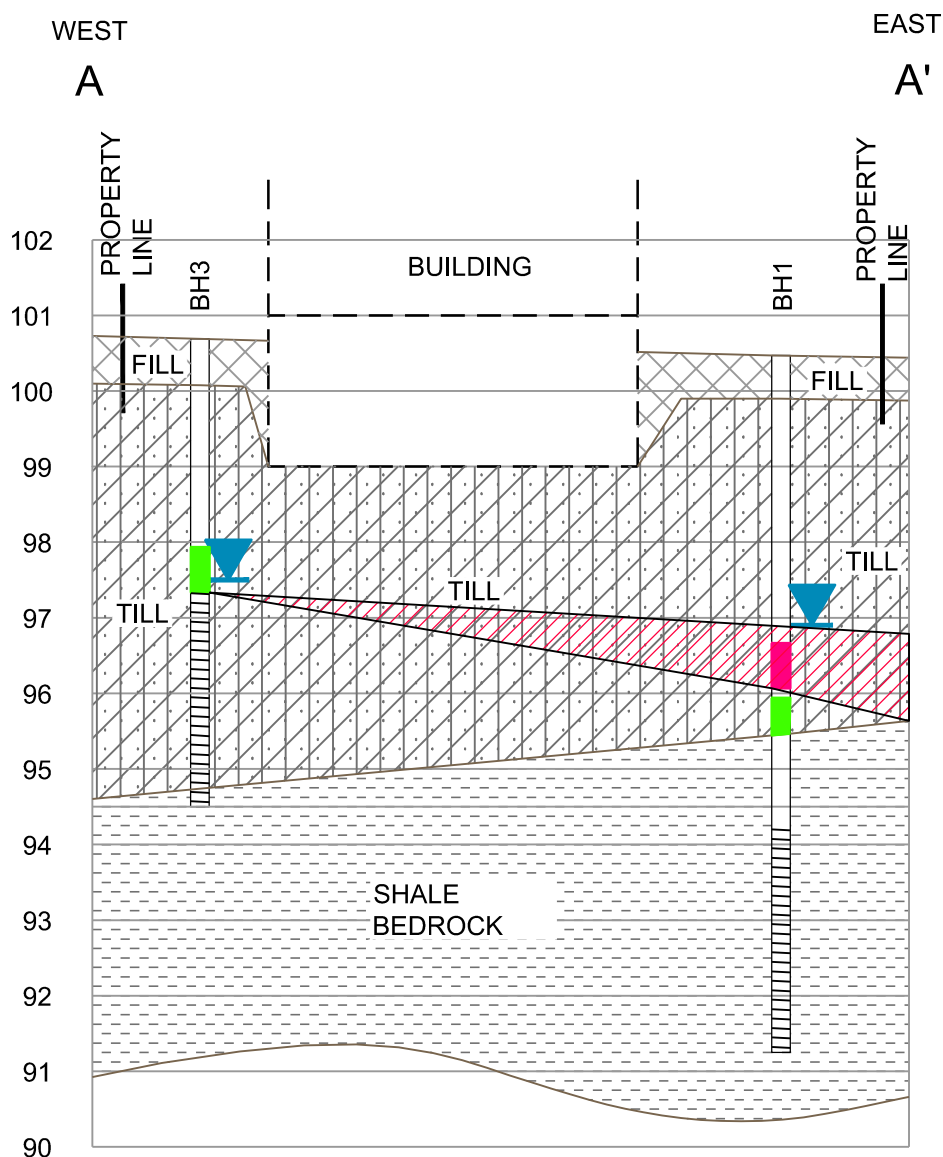 WEST
EAST
A
A'
PROPERTY
LINE
BH3
BUILDING
BH1
PROPERTY
LINE
102
101
100
99
98
97
96
95
94
93
92
91
90
FILL
FILL
TILL
TILL
TILL
SHALE
BEDROCK